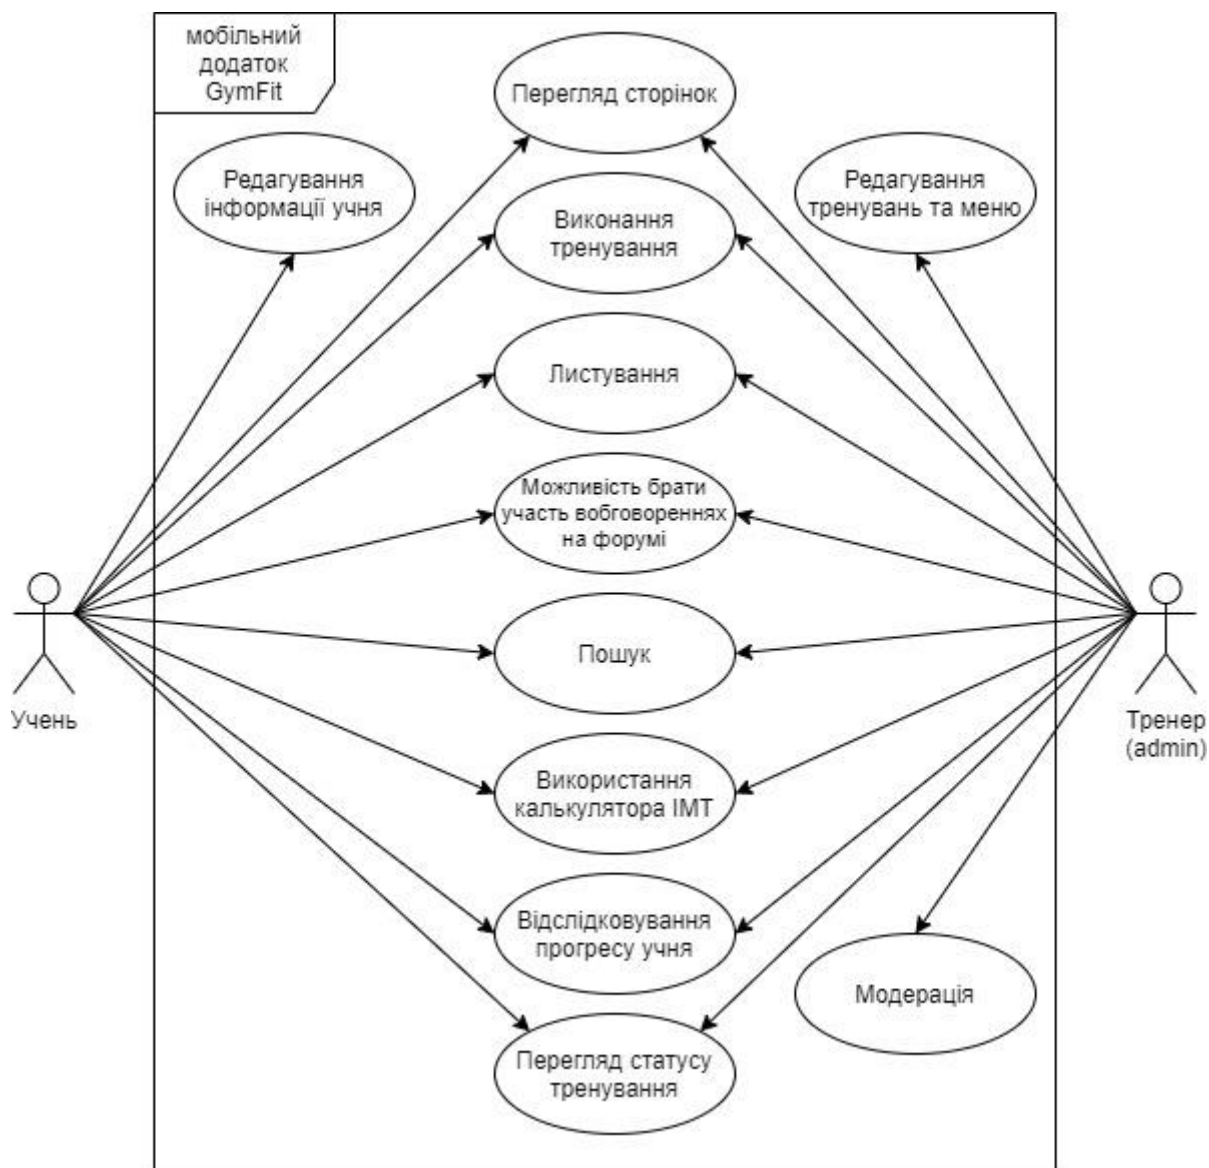 мобільний
додаток
GymFit
Перегляд сторінок
Редагування
інформації учня
Редагування
тренувань та меню
Виконання
тренування
Листування
Можливість брати
участь вобговореннях
на форумі
Пошук
Учень
Тренер
(admin)
Використання
калькулятора ІМТ
Відслідковування
прогресу учня
Модерація
Перегляд статусу
тренування